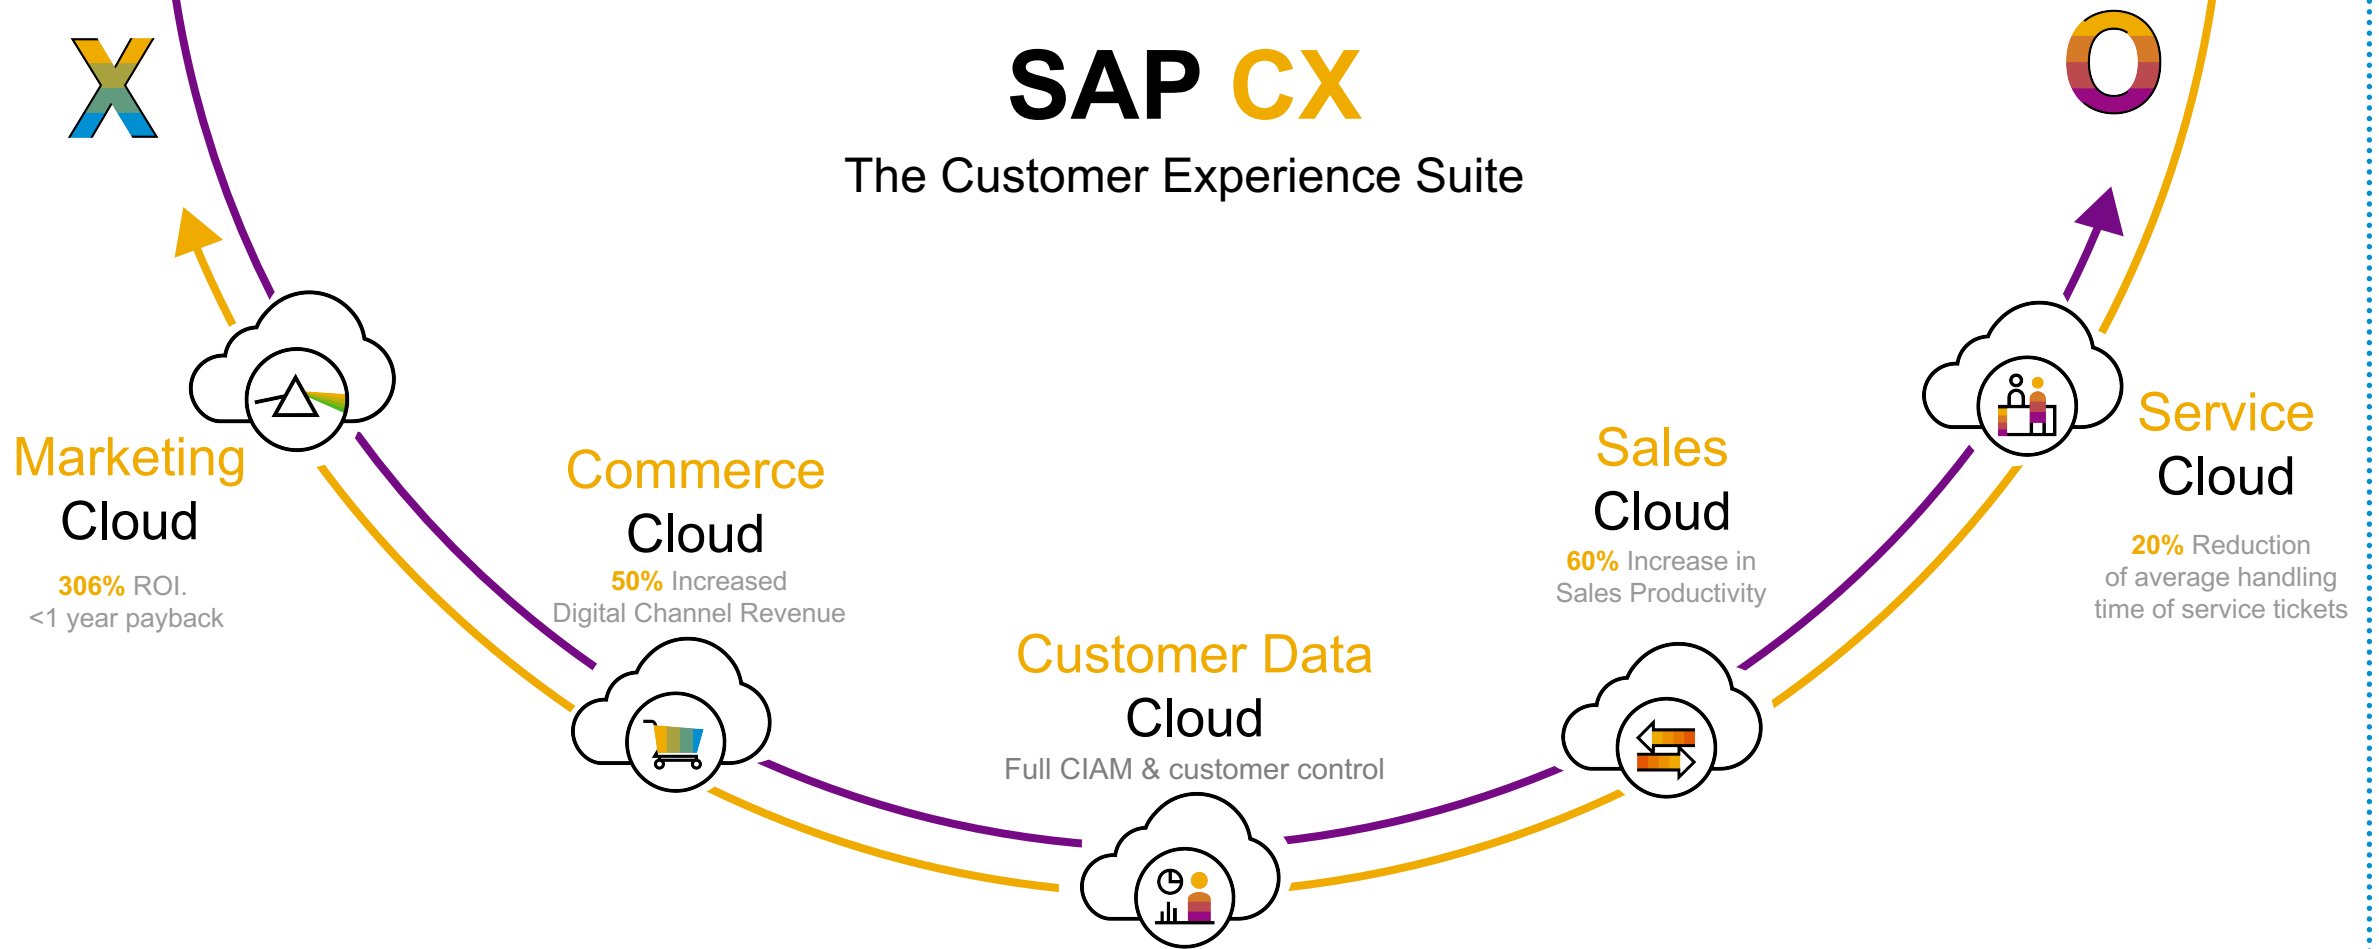 X
O
SAP CX
The Customer Experience Suite
Marketing
Cloud
306% ROI.
<1 year payback
Commerce
Cloud
50% Increased
Digital Channel Revenue
Customer Data
Cloud
Full CIAM & customer control
Sales
Cloud
60% Increase in
Sales Productivity
Service
Cloud
20% Reduction
of average handling
time of service tickets